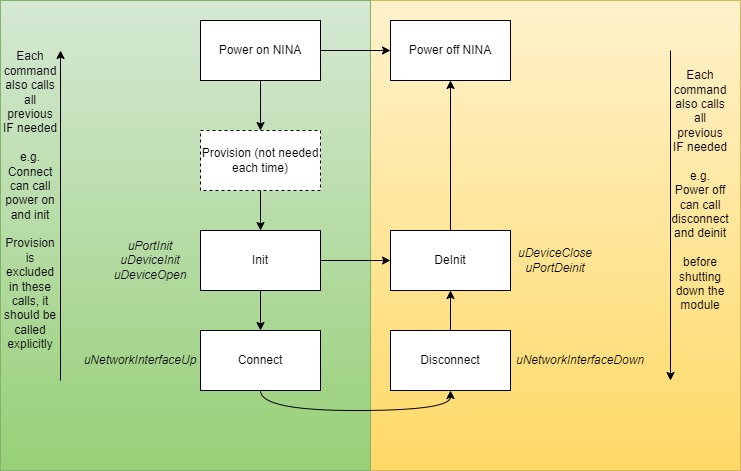 Power on NINA
Power off NINA
Each
command
also calls
all
previous
IF needed
e.g.
Connect
can call
power on
and init
Provision
is
excluded
in these
calls, it
should be
called
explicitly
Provision (not needed
each time)
uPortInit
uDeviceInit
uDeviceOpen
Init
DeInit
uDeviceClose
uPortDeinit
uNetworkInterfaceUp
Connect
Disconnect
uNetworkInterfaceDown
Each
command
also calls
all
previous
IF needed
e.g.
Power off
can call
disconnect
and deinit
before
shutting
down the
module